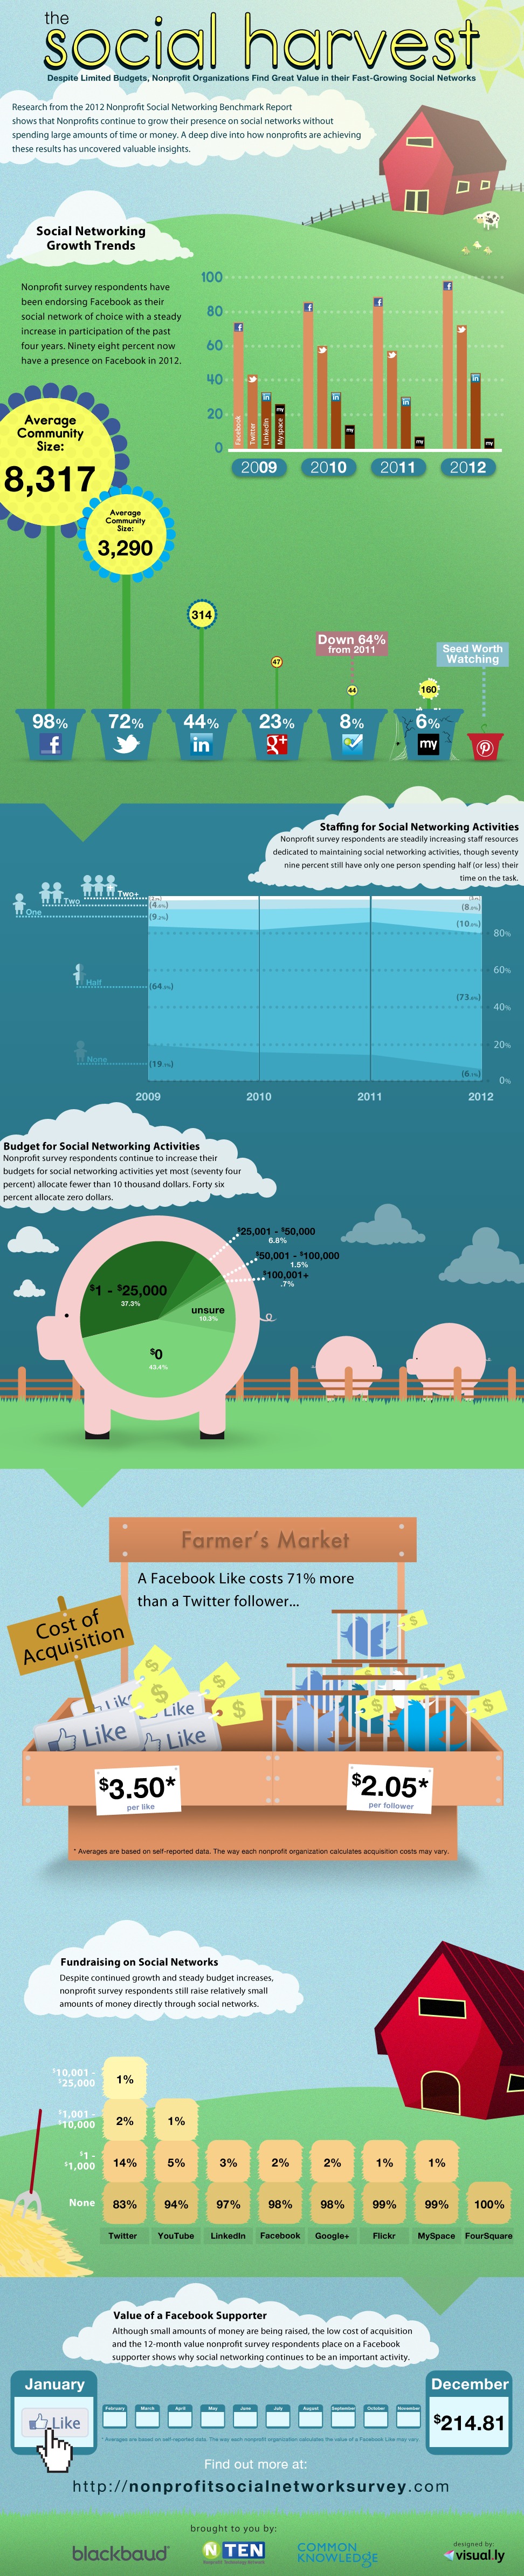 the
social harvest
Despite Limited Budgets, Nonprofit Organizations Find Great Value in their Fast-Growing Social Networks
Research from the 2012 Nonprofit Social Networking Benchmark Report
shows that Nonprofits continue to grow their presence on social networks without
spending large amounts of time or money. A deep dive into how nonprofits are achieving
these results has uncovered valuable insights.
Social Networking
Growth Trends
Nonprofit survey respondents have
been endorsing Facebook as their
social network of choice with a steady
increase in participation of the past
four years. Ninety eight percent now
have a presence on Facebook in 2012.
100
80
60
40
20
0
Facebook
Twitter
LinkedIn
Myspace
2009 2010 2011 2012
Average
Community
Size:
8,317
Average
Community
Size:
3,290
314
47
Down 64%
from 2011
44
160
Seed Worth
Watching
98% 72% 44% 23% 8% 6%
Staffing for Social Networking Activities
Nonprofit survey respondents are steadily increasing staff resources
dedicated to maintaining social networking activities, though seventy
nine percent still have only one person spending half (or less) their
time on the task.
Two+
Two
One
Half
None
80%
60%
40%
20%
0%
2009 2010 2011 2012
Budget for Social Networking Activities
Nonprofit survey respondents continue to increase their
budgets for social networking activities yet most (seventy four
percent) allocate fewer than 10 thousand dollars. Forty six
percent allocate zero dollars.
$25,001 - $50,000
6.8%
$50,001 - $100,000
1.5%
$100,001+
.7%
$1 - $25,000
37.3%
unsure
10.3%
$0
43.4%
Farmer's Market
A Facebook Like costs 71% more
than a Twitter follower...
Cost of
Acquisition
Like
Like
Like
$3.50*
per like
$2.05*
per follower
* Averages are based on self-reported data. The way each nonprofit organization calculates acquisition costs may vary.
Fundraising on Social Networks
Despite continued growth and steady budget increases,
nonprofit survey respondents still raise relatively small
amounts of money directly through social networks.
$10,001 -
$25,000
1%
$1,001 -
$10,000
2% 1%
$1 -
$1,000
14% 5% 3% 2% 2% 1% 1%
None 83% 94% 97% 98% 98% 99% 99% 100%
Twitter YouTube LinkedIn Facebook Google+ Flickr MySpace FourSquare
Value of a Facebook Supporter
Although small amounts of money are being raised, the low cost of acquisition
and the 12-month value nonprofit survey respondents place on a Facebook
supporter shows why social networking continues to be an important activity.
January
Like
February March April May June July August September October November
December
$214.81
* Averages are based on self-reported data. The way each nonprofit organization calculates the value of a Facebook Like may vary.
Find out more at:
http://nonprofitsocialnetworksurvey.com
brought to you by:
blackbaud
NTEN
Nonprofit Technology Network
COMMON
KNOWLEDGE
designed by:
visual.ly